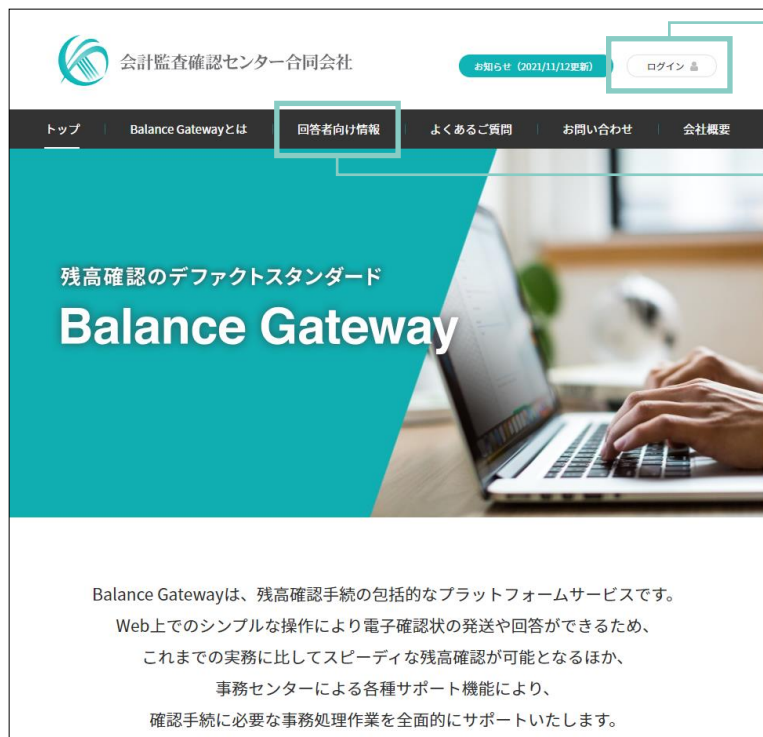 会計監査確認センター合同会社
お知らせ（2021/11/12更新）
ログイン
トップ
Balance Gatewayとは
回答者向け情報
よくあるご質問
お問い合わせ
会社概要
残高確認のデファクトスタンダード
Balance Gateway
Balance Gatewayは、残高確認手続の包括的なプラットフォームサービスです。
Web上でのシンプルな操作により電子確認状の発送や回答ができるため、
これまでの実務に比してスピーディな残高確認が可能となるほか、
事務センターによる各種サポート機能により、
確認手続に必要な事務処理作業を全面的にサポートいたします。